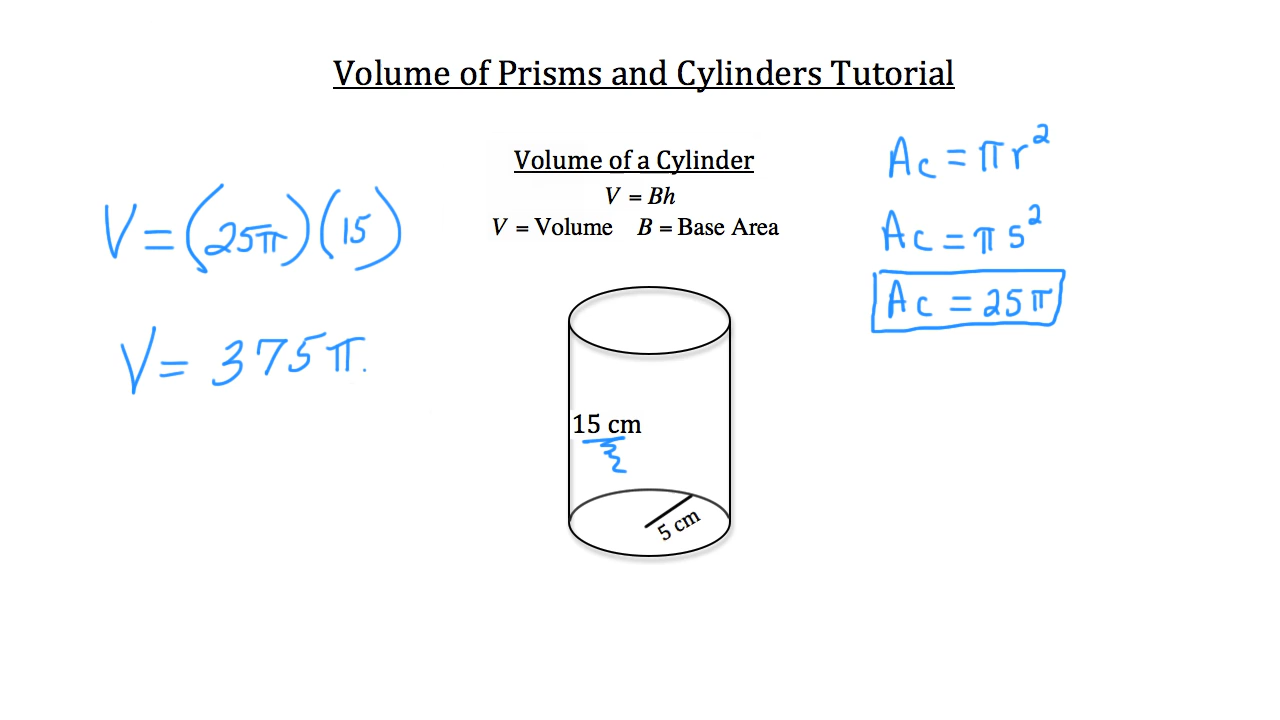 Volume of Prisms and Cylinders Tutorial
Volume of a Cylinder
V = Bh
V = Volume B = Base Area
V = (25π)(15)
V = 375π.
Ac = πr²
Ac = π5²
Ac = 25π
15 cm
5 cm